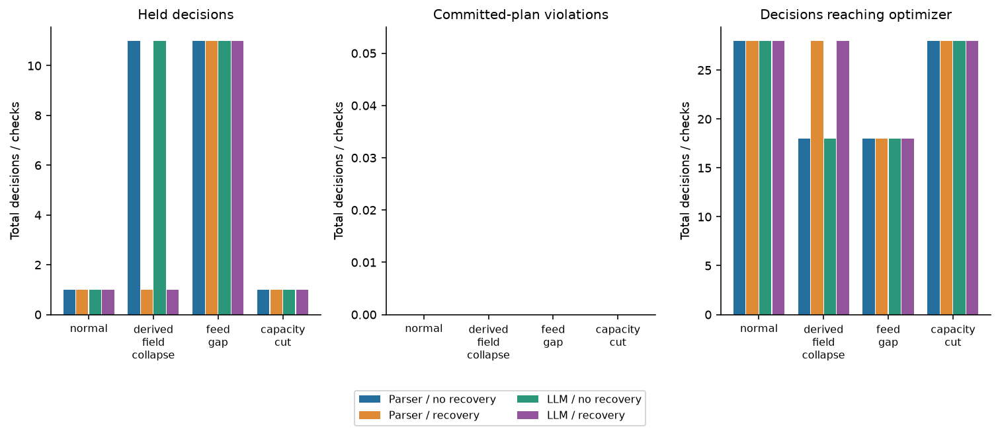 Held decisions
Total decisions / checks
10
8
6
4
2
0
normal
derived
field
collapse
feed
gap
capacity
cut
Committed-plan violations
Total decisions / checks
0.05
0.04
0.03
0.02
0.01
0.00
normal
derived
field
collapse
feed
gap
capacity
cut
Decisions reaching optimizer
Total decisions / checks
25
20
15
10
5
0
normal
derived
field
collapse
feed
gap
capacity
cut
Parser / no recovery
Parser / recovery
LLM / no recovery
LLM / recovery